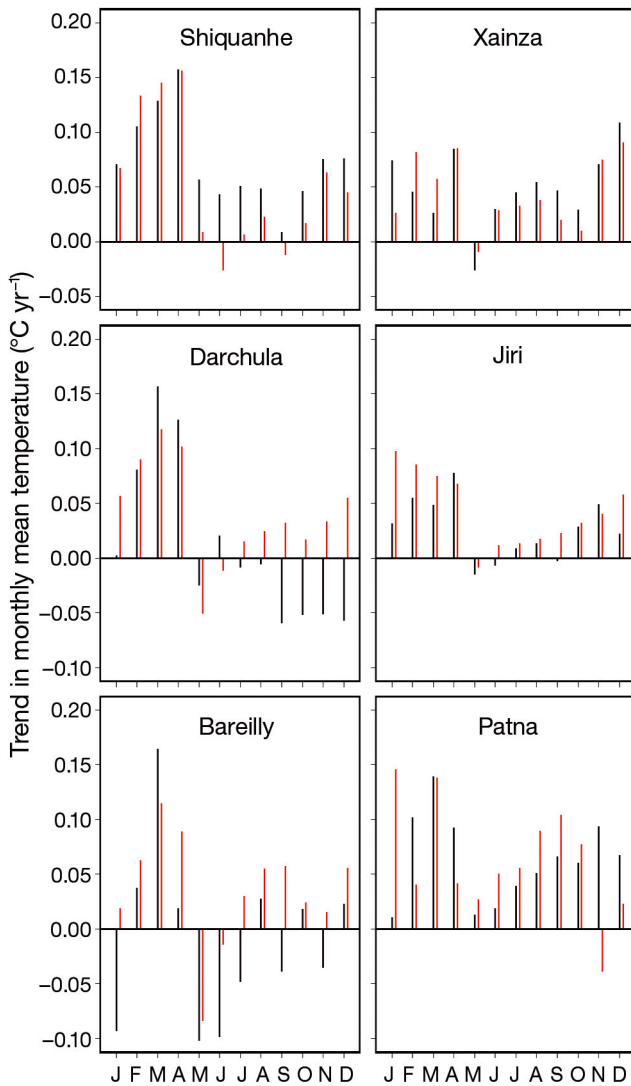 Trend in monthly mean temperature (°C yr⁻¹)
Shiquanhe
0.20
0.15
0.10
0.05
0.00
−0.05
Xainza
Darchula
0.20
0.15
0.10
0.05
0.00
−0.05
−0.10
Jiri
Bareilly
0.20
0.15
0.10
0.05
0.00
−0.05
−0.10
J F M A M J J A S O N D
Patna
J F M A M J J A S O N D